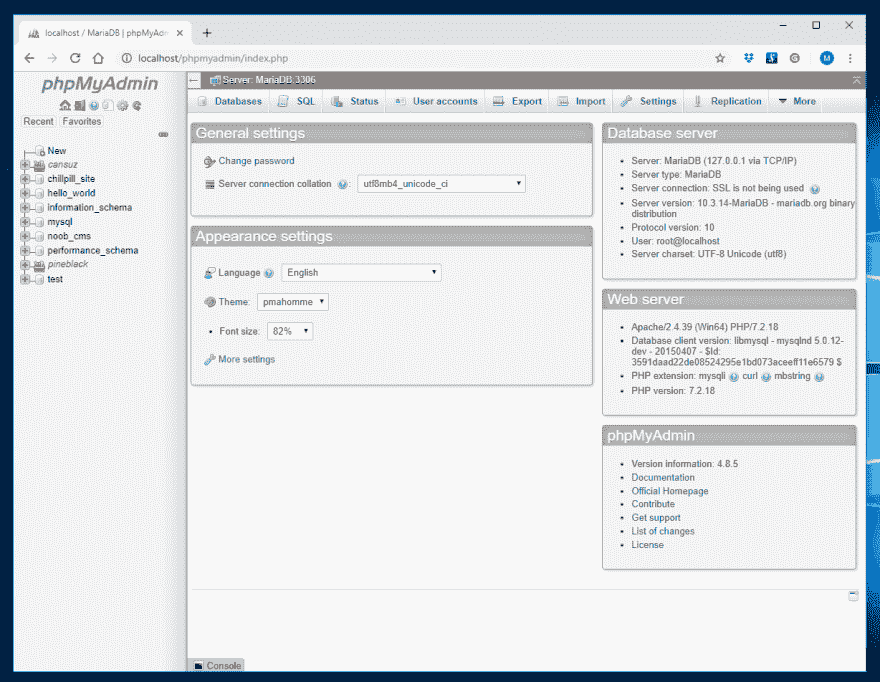 localhost / MariaDB | phpMyAdm
localhost/phpmyadmin/index.php
M
phpMyAdmin
Recent Favorites
New
cansuz
chillpill_site
hello_world
information_schema
mysql
noob_cms
performance_schema
pineblack
test
Server: MariaDB:3306
Databases SQL Status User accounts Export Import Settings Replication More
General settings
Change password
Server connection collation : utf8mb4_unicode_ci
Appearance settings
Language English
Theme: pmahomme
Font size: 82%
More settings
Database server
Server: MariaDB (127.0.0.1 via TCP/IP)
Server type: MariaDB
Server connection: SSL is not being used
Server version: 10.3.14-MariaDB - mariadb.org binary
distribution
Protocol version: 10
User: root@localhost
Server charset: UTF-8 Unicode (utf8)
Web server
Apache/2.4.39 (Win64) PHP/7.2.18
Database client version: libmysql - mysqlnd 5.0.12-
dev - 20150407 - $Id:
3591daad22de08524295e1bd073aceeff11e6579 $
PHP extension: mysqli curl mbstring
PHP version: 7.2.18
phpMyAdmin
Version information: 4.8.5
Documentation
Official Homepage
Contribute
Get support
List of changes
License
Console